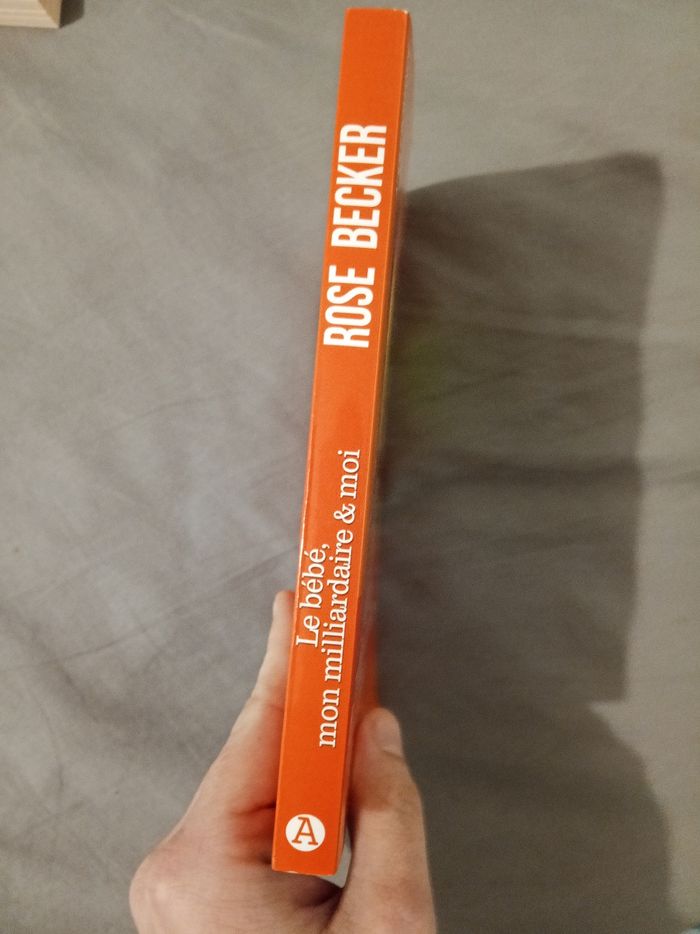 ROSE BECKER
Le bébé,
mon milliardaire & moi
A